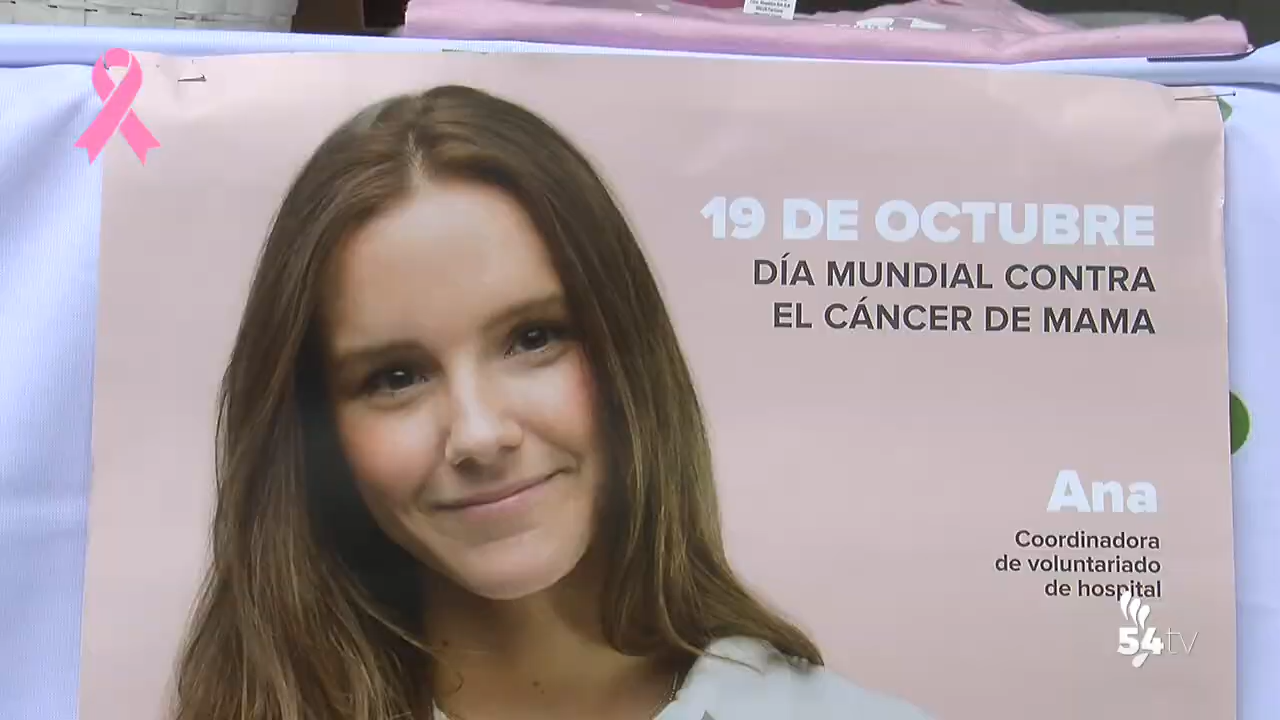 19 DE OCTUBRE
DÍA MUNDIAL CONTRA
EL CÁNCER DE MAMA
Ana
Coordinadora
de voluntariado
de hospital
54tv